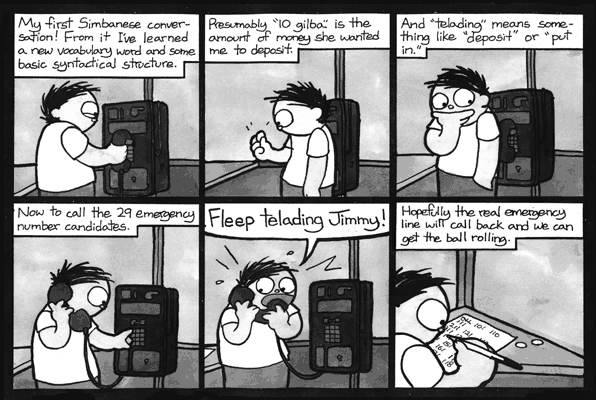 My first Simbanese conver-
sation! From it I've learned
a new vocabulary word and some
basic syntactical structure.
Presumably "10 gilba" is the
amount of money she wanted
me to deposit.
And "telading" means some-
thing like "deposit" or "put
in."
Now to call the 29 emergency
number candidates.
Fleep telading Jimmy!
Hopefully the real emergency
line will call back and we can
get the ball rolling.
101 110